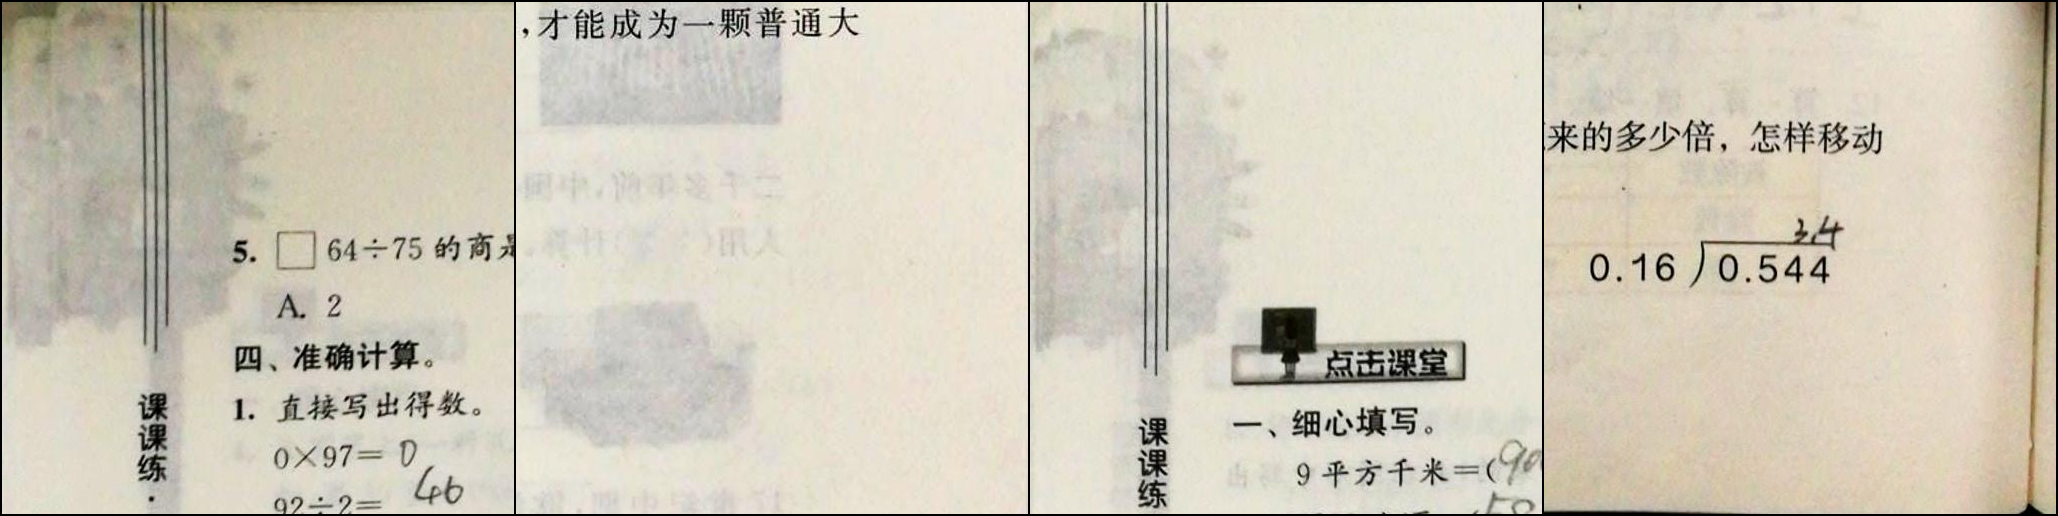 5. □64÷75的商是
A. 2
四、准确计算。
1. 直接写出得数。
0×97= 0
92÷2= 46
课课练·
,才能成为一颗普通大
点击课堂
一、细心填写。
9平方千米=(
课课练
来的多少倍，怎样移动
3.4
0.16)0.544